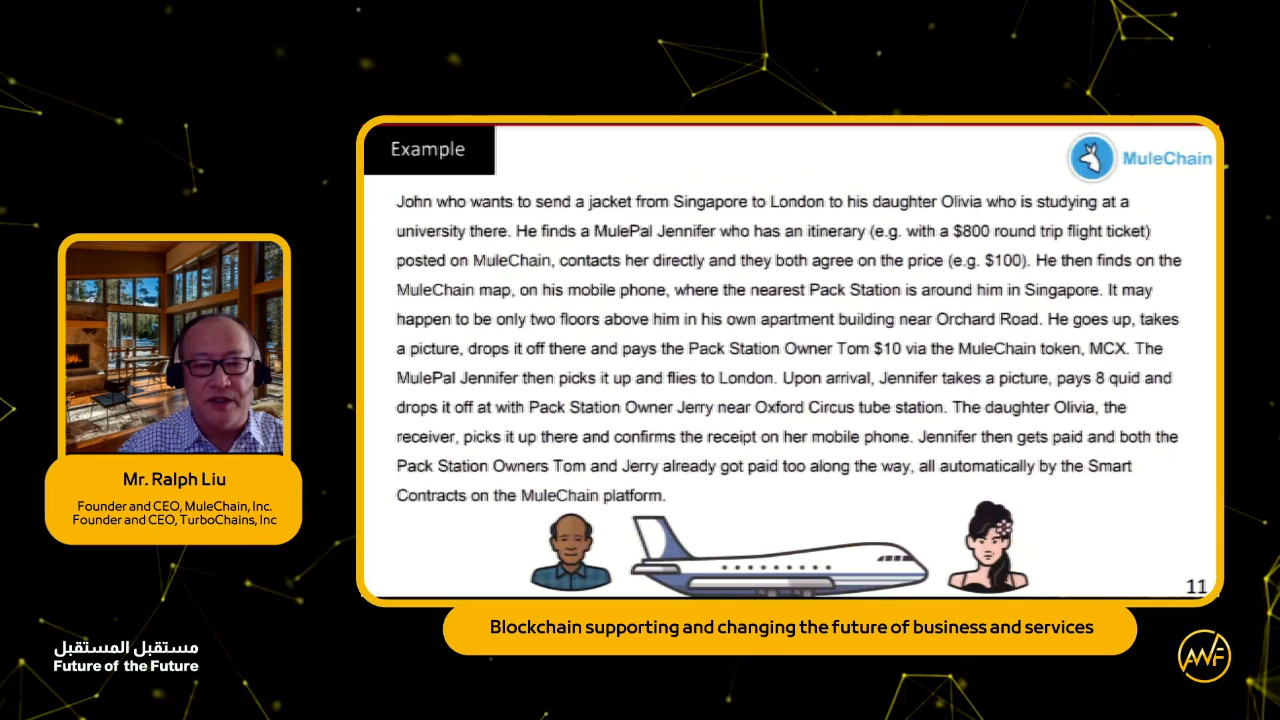 Example
MuleChain
John who wants to send a jacket from Singapore to London to his daughter Olivia who is studying at a
university there. He finds a MulePal Jennifer who has an itinerary (e.g. with a $800 round trip flight ticket)
posted on MuleChain, contacts her directly and they both agree on the price (e.g. $100). He then finds on the
MuleChain map, on his mobile phone, where the nearest Pack Station is around him in Singapore. It may
happen to be only two floors above him in his own apartment building near Orchard Road. He goes up, takes
a picture, drops it off there and pays the Pack Station Owner Tom $10 via the MuleChain token, MCX. The
MulePal Jennifer then picks it up and flies to London. Upon arrival, Jennifer takes a picture, pays 8 quid and
drops it off at with Pack Station Owner Jerry near Oxford Circus tube station. The daughter Olivia, the
receiver, picks it up there and confirms the receipt on her mobile phone. Jennifer then gets paid and both the
Pack Station Owners Tom and Jerry already got paid too along the way, all automatically by the Smart
Contracts on the MuleChain platform.
11
Mr. Ralph Liu
Founder and CEO, MuleChain, Inc.
Founder and CEO, TurboChains, Inc
Blockchain supporting and changing the future of business and services
مستقبل المستقبل
Future of the Future
AWF